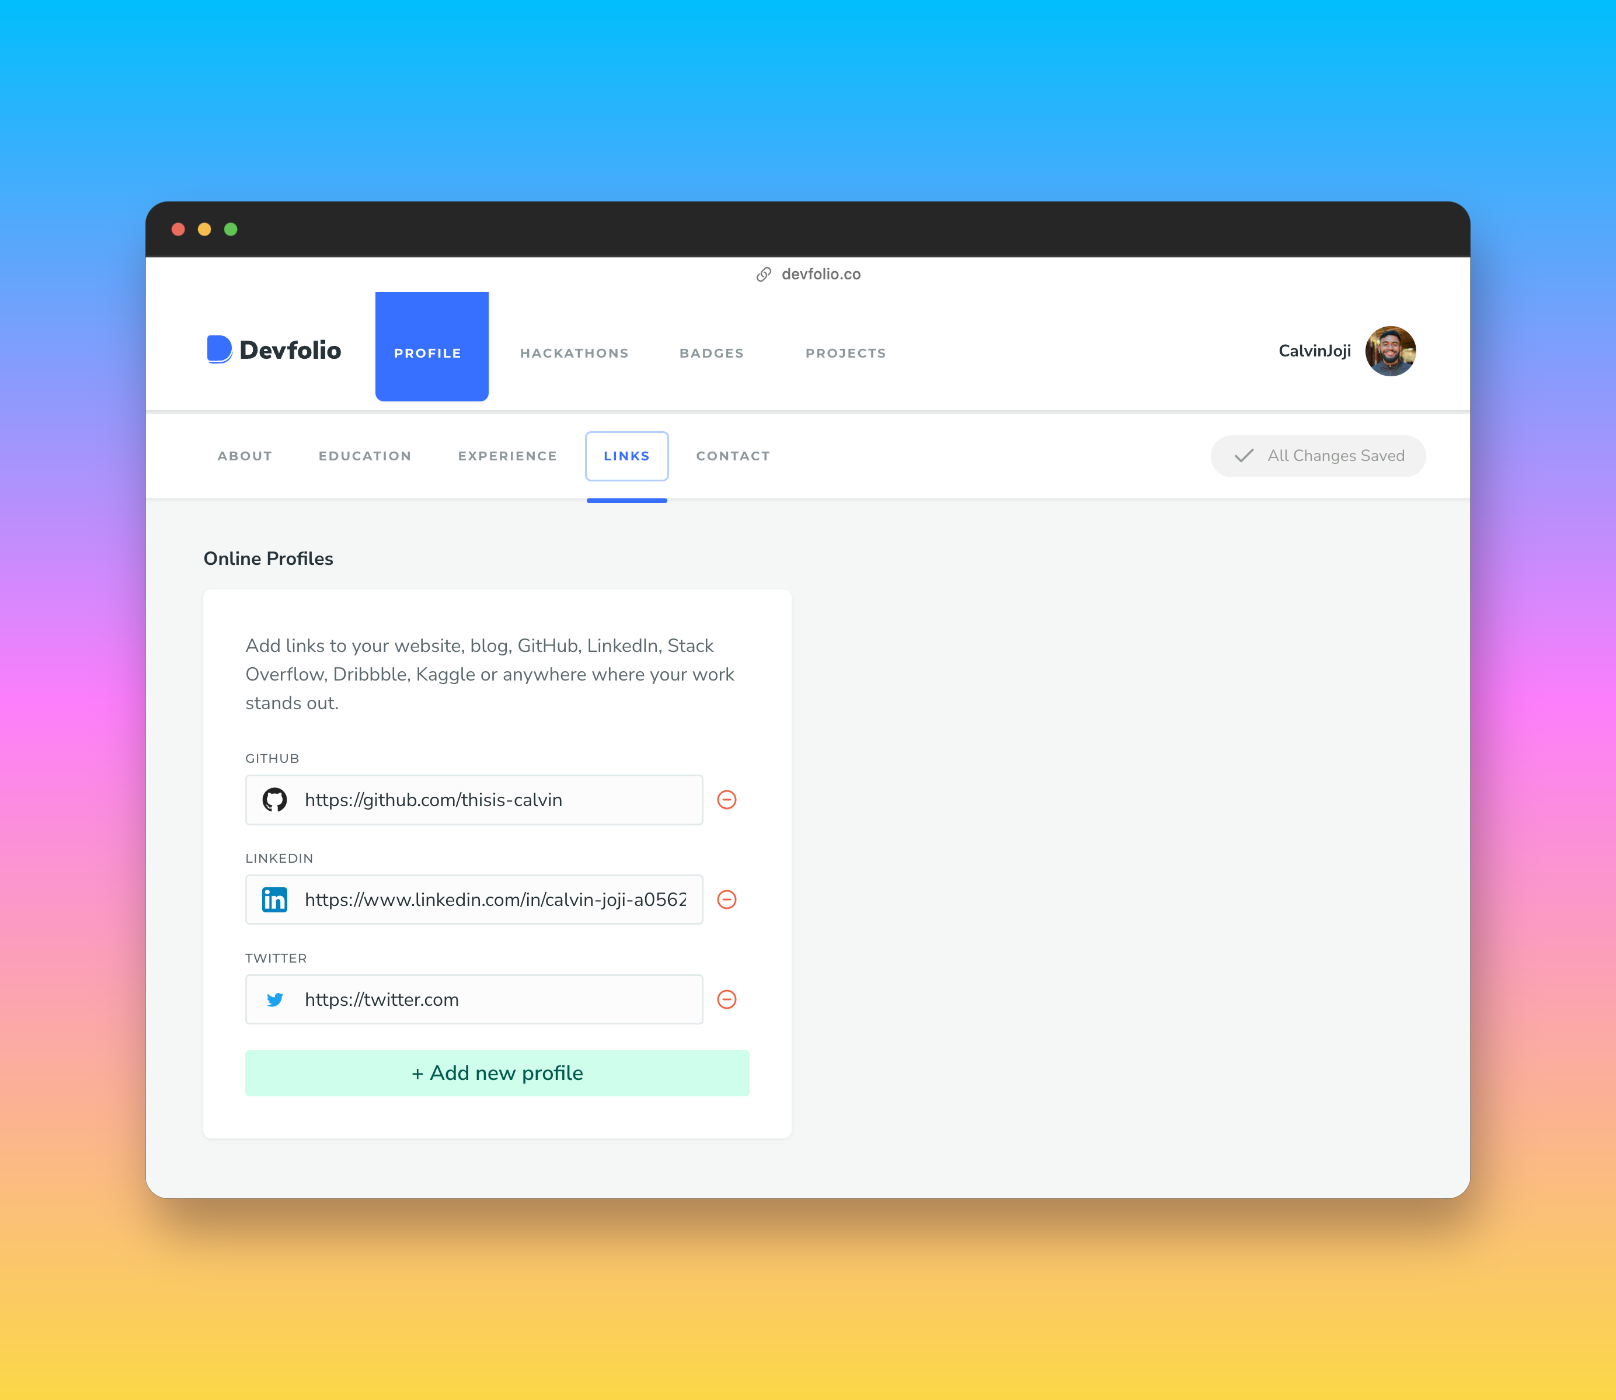 devfolio.co
Devfolio
PROFILE
HACKATHONS
BADGES
PROJECTS
CalvinJoji
ABOUT
EDUCATION
EXPERIENCE
LINKS
CONTACT
All Changes Saved
Online Profiles
Add links to your website, blog, GitHub, LinkedIn, Stack
Overflow, Dribbble, Kaggle or anywhere where your work
stands out.
GITHUB
https://github.com/thisis-calvin
LINKEDIN
https://www.linkedin.com/in/calvin-joji-a0562
TWITTER
https://twitter.com
+ Add new profile